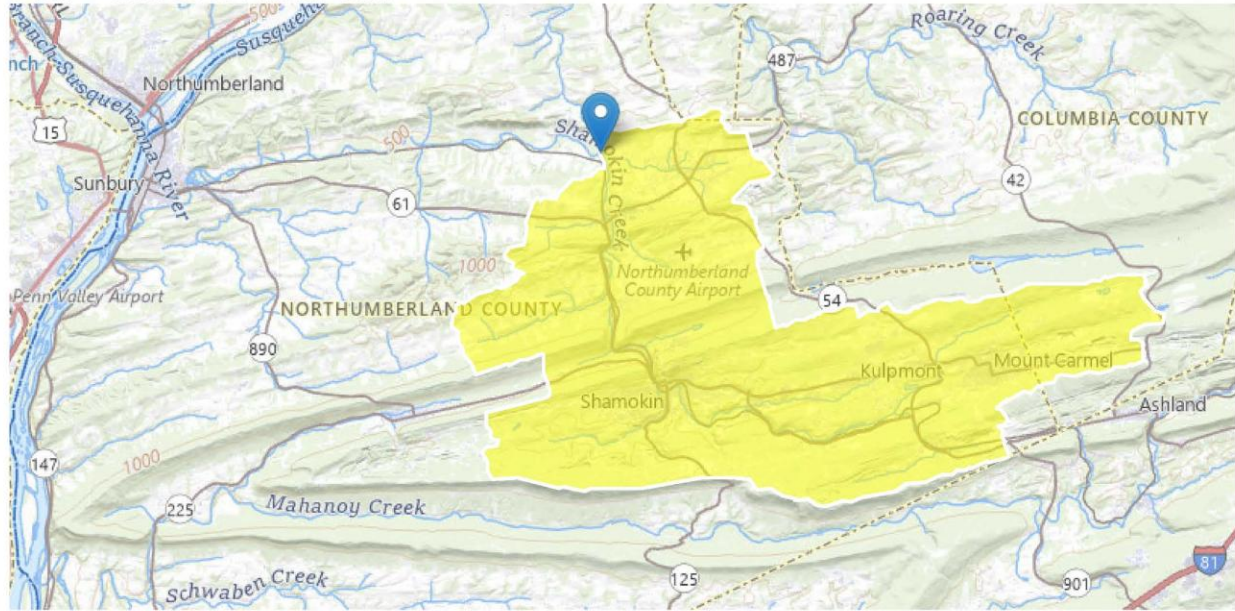 Branch Susquehanna River
Susquehanna
500
Roaring Creek
487
Northumberland
COLUMBIA COUNTY
15
500
Shamokin Creek
Sunbury
42
61
1000
Northumberland
County Airport
Penn Valley Airport
NORTHUMBERLAND COUNTY
54
890
Kulpmont
Mount Carmel
Shamokin
Ashland
147
1000
Mahanoy Creek
225
125
81
Schwaben Creek
901